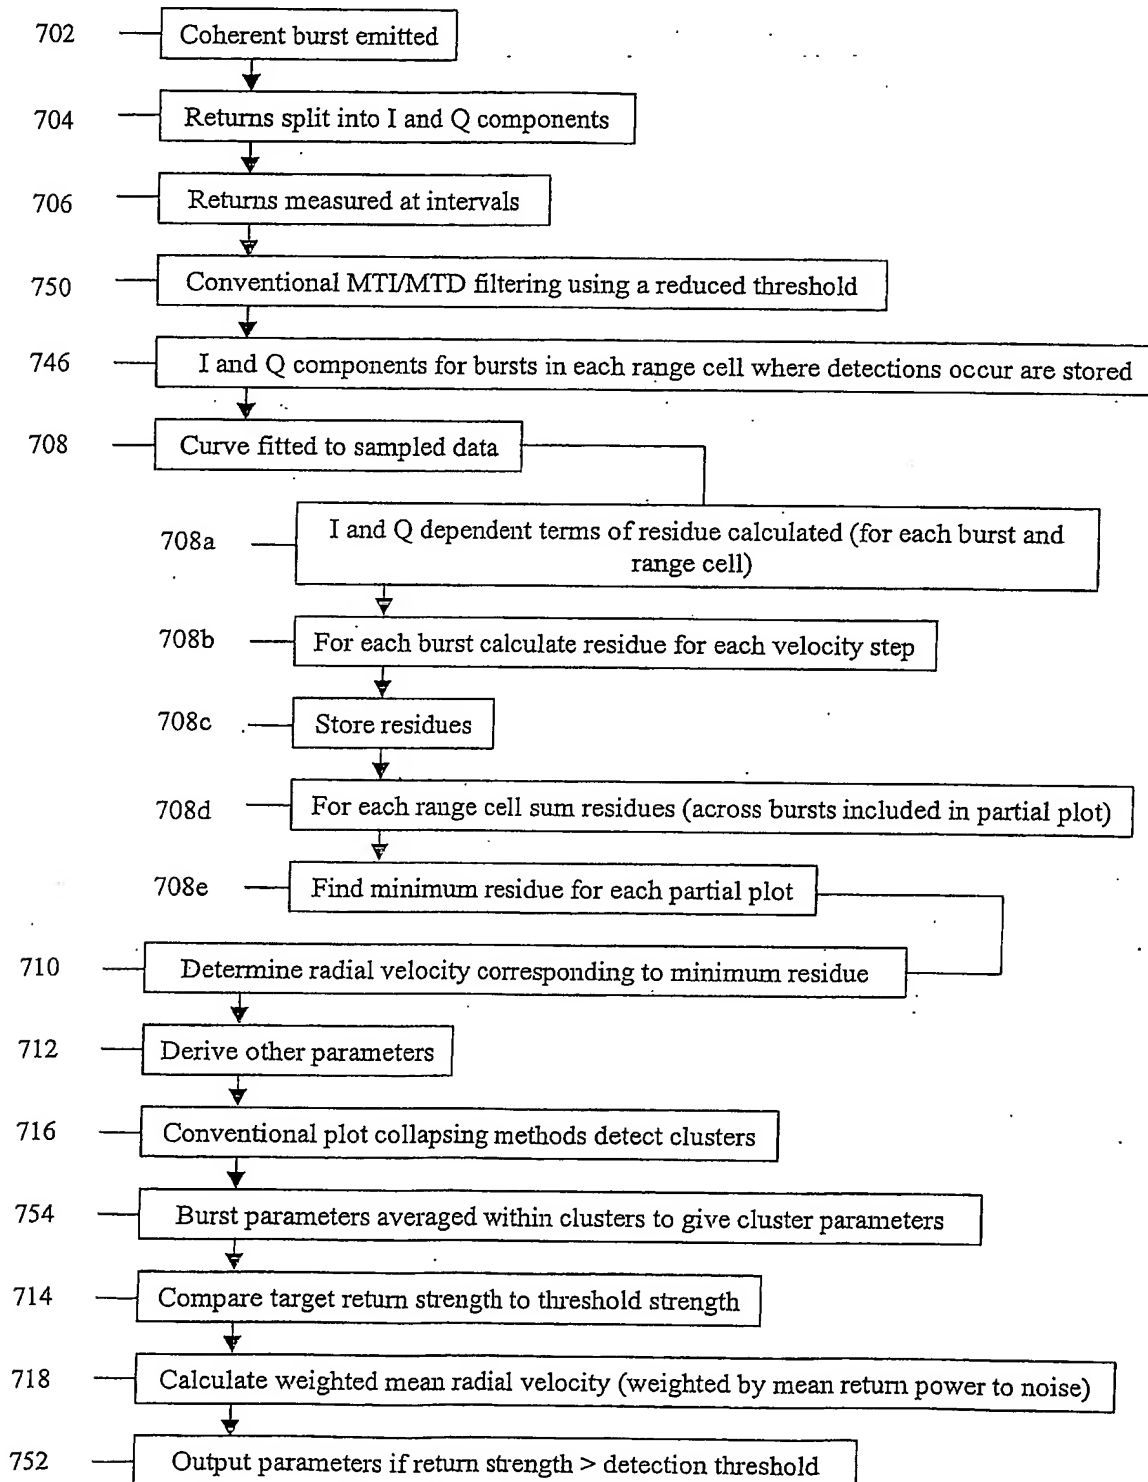 702 Coherent burst emitted
704 Returns split into I and Q components
706 Returns measured at intervals
750 Conventional MTI/MTD filtering using a reduced threshold
746 I and Q components for bursts in each range cell where detections occur are stored
708 Curve fitted to sampled data
708a I and Q dependent terms of residue calculated (for each burst and
range cell)
708b For each burst calculate residue for each velocity step
708c Store residues
708d For each range cell sum residues (across bursts included in partial plot)
708e Find minimum residue for each partial plot
710 Determine radial velocity corresponding to minimum residue
712 Derive other parameters
716 Conventional plot collapsing methods detect clusters
754 Burst parameters averaged within clusters to give cluster parameters
714 Compare target return strength to threshold strength
718 Calculate weighted mean radial velocity (weighted by mean return power to noise)
752 Output parameters if return strength > detection threshold